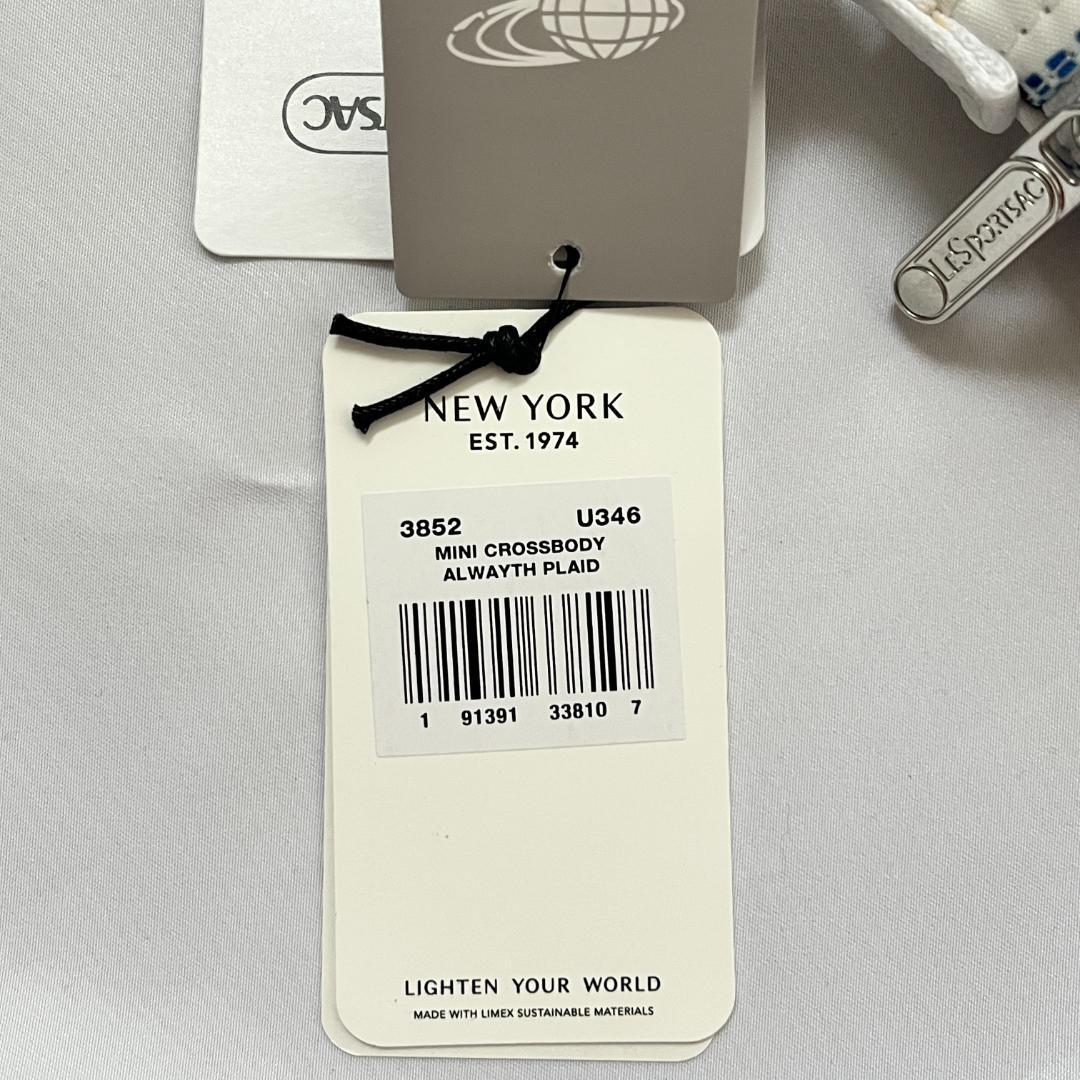 TSAC
LESPORTSAC
NEW YORK
EST. 1974
3852 U346
MINI CROSSBODY
ALWAYTH PLAID
1 91391 33810 7
LIGHTEN YOUR WORLD
MADE WITH LIMEX SUSTAINABLE MATERIALS